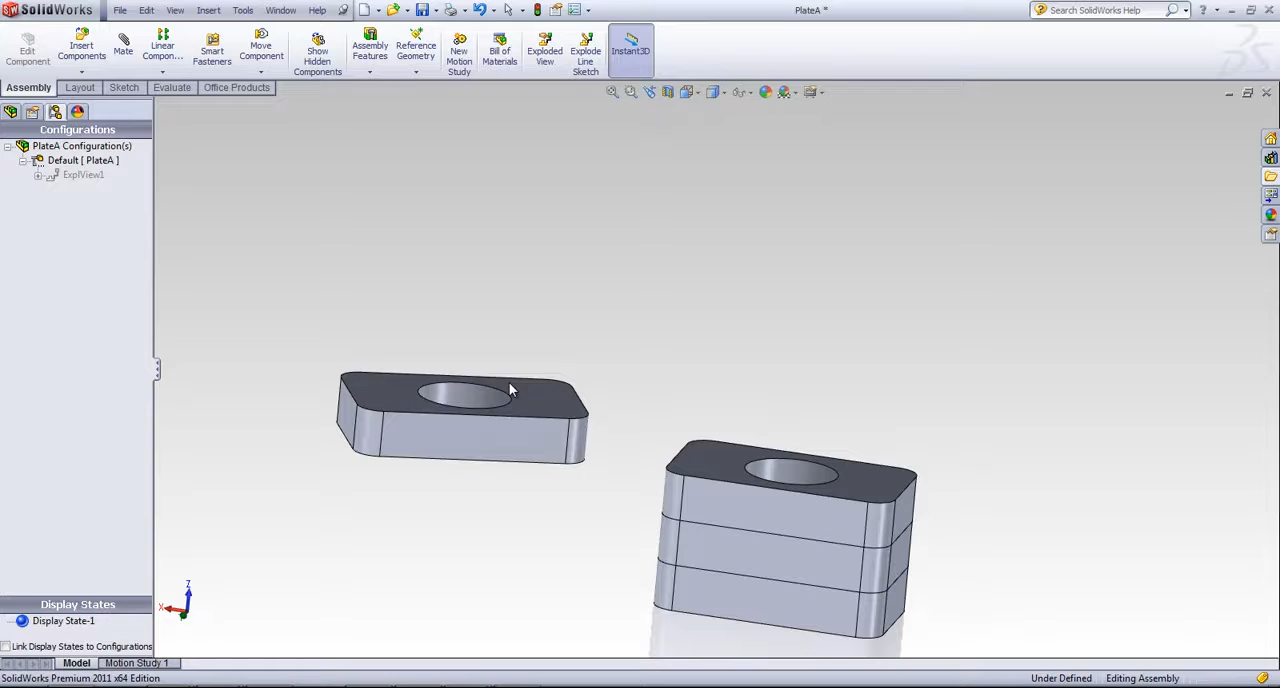 SolidWorks File Edit View Insert Tools Window Help PlateA * Search SolidWorks Help
Edit Component
Insert Components
Mate
Linear Compon...
Smart Fasteners
Move Component
Show Hidden Components
Assembly Features
Reference Geometry
New Motion Study
Bill of Materials
Exploded View
Explode Line Sketch
Instant3D
Assembly Layout Sketch Evaluate Office Products
Configurations
PlateA Configuration(s)
Default [ PlateA ]
ExplView1
Z
X
Display States
Display State-1
Link Display States to Configurations
Model Motion Study 1
SolidWorks Premium 2011 x64 Edition Under Defined Editing Assembly